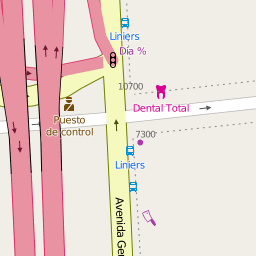 Liniers
Día %
10700
Dental Total
Puesto
de control
7300
Liniers
Avenida Ge